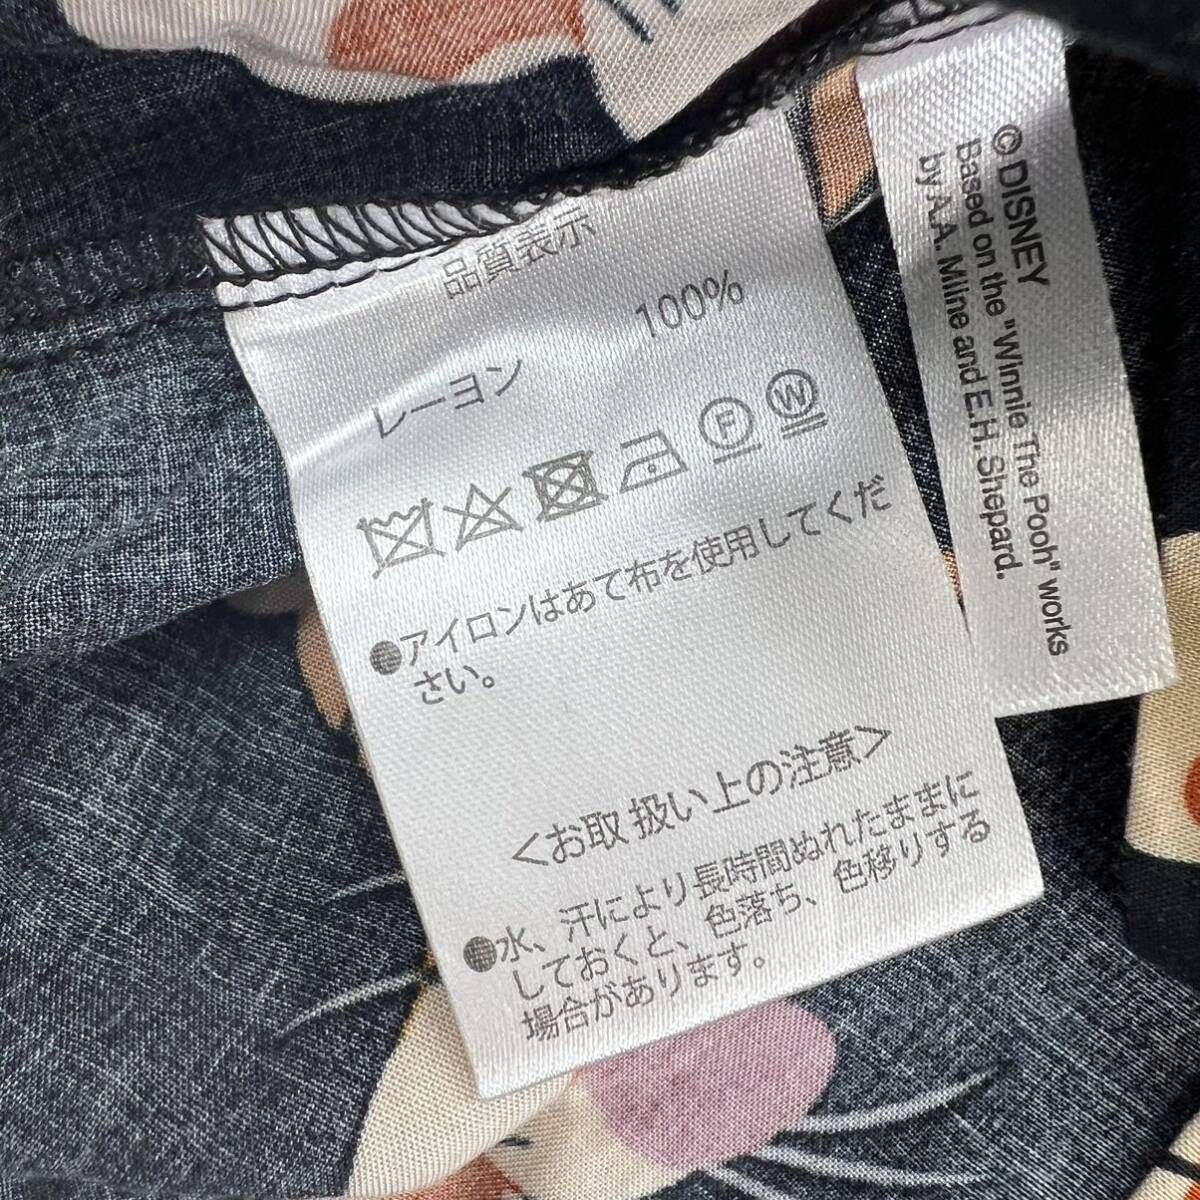 品質表示
レーヨン 100%
F W
●アイロンはあて布を使用してくだ
さい。
<お取扱い上の注意>
●水、汗により長時間ぬれたままに
しておくと、色落ち、色移りする
場合があります。
©DISNEY
Based on the "Winnie The Pooh" works
by A.A. Milne and E.H. Shepard.